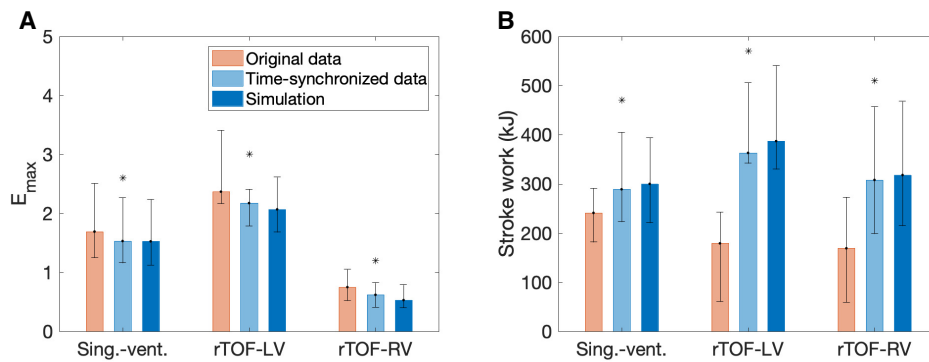 A
E_max
5
4
3
2
1
0
Original data
Time-synchronized data
Simulation
*
*
*
Sing.-vent.
rTOF-LV
rTOF-RV
B
Stroke work (kJ)
600
500
400
300
200
100
0
*
*
*
Sing.-vent.
rTOF-LV
rTOF-RV